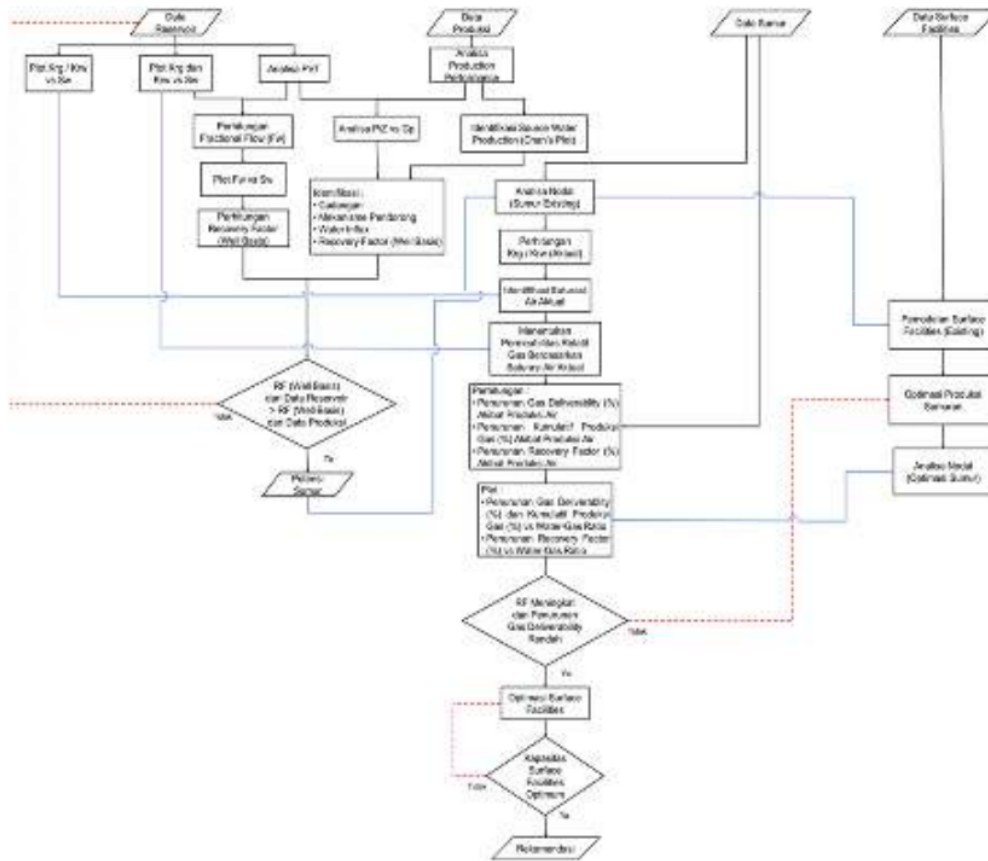 Data
Reservoir
Data
Produksi
Data Sumur
Data Surface
Facilities
Plot Krg / Krw
vs Sw
Plot Krg dan
Krw vs Sw
Analisa PVT
Analisa
Production
Performance
Perhitungan
Fractional Flow (Fw)
Analisa P/Z vs Gp
Identifikasi Source Water
Production (Chan's Plot)
Plot Fw vs Sw
Perhitungan
Recovery Factor
(Well Basis)
Identifikasi :
• Cadangan
• Mekanisme Pendorong
• Water Influx
• Recovery Factor (Well Basis)
Analisa Nodal
(Sumur Existing)
Perhitungan
Krg / Krw (Aktual)
Identifikasi Saturasi
Air Aktual
Menentukan
Permeabilitas Relatif
Gas Berdasarkan
Saturasi Air Aktual
Pemodelan Surface
Facilities (Existing)
RF (Well Basis)
dari Data Reservoir
> RF (Well Basis)
dari Data Produksi
Tidak
Ya
Potensi
Sumur
Perhitungan :
• Penurunan Gas Deliverability (%)
Akibat Produksi Air
• Penurunan Kumulatif Produksi
Gas (%) Akibat Produksi Air
• Penurunan Recovery Factor (%)
Akibat Produksi Air
Optimasi Produksi
Sumuran
Analisa Nodal
(Optimasi Sumur)
Plot :
• Penurunan Gas Deliverability
(%) dan Kumulatif Produksi
Gas (%) vs Water-Gas Ratio
• Penurunan Recovery Factor
(%) vs Water-Gas Ratio
RF Meningkat
dan Penurunan
Gas Deliverability
Rendah
Tidak
Ya
Optimasi Surface
Facilities
Kapasitas
Surface
Facilities
Optimum
Tidak
Ya
Rekomendasi